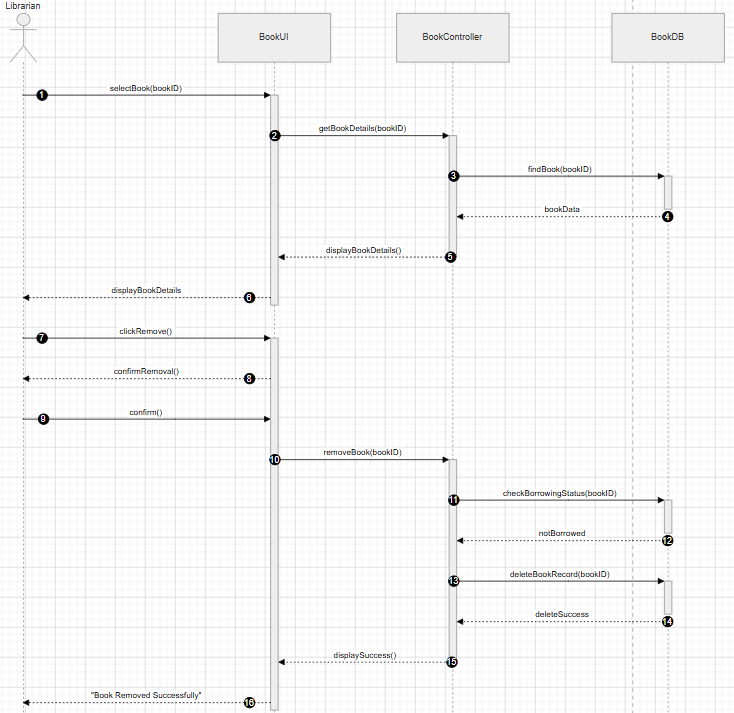 Librarian
BookUI
BookController
BookDB
1 selectBook(bookID)
2 getBookDetails(bookID)
3 findBook(bookID)
bookData 4
displayBookDetails() 5
displayBookDetails 6
7 clickRemove()
confirmRemoval() 8
9 confirm()
10 removeBook(bookID)
11 checkBorrowingStatus(bookID)
notBorrowed 12
13 deleteBookRecord(bookID)
deleteSuccess 14
displaySuccess() 15
"Book Removed Successfully" 16